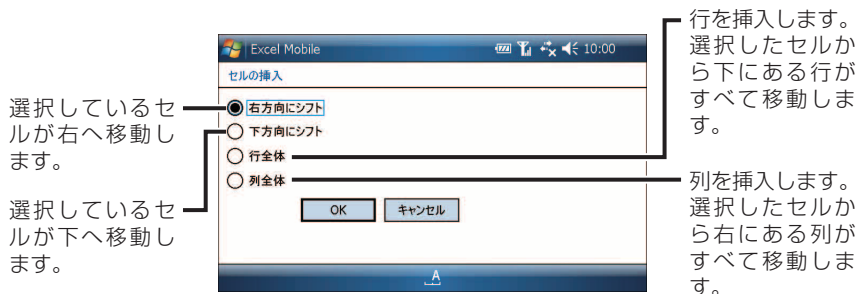 行を挿入します。
選択したセルか
ら下にある行が
すべて移動しま
す。
Excel Mobile
10:00
セルの挿入
選択しているセ
ルが右へ移動し
ます。
右方向にシフト
下方向にシフト
行全体
列全体
選択しているセ
ルが下へ移動し
ます。
列を挿入します。
選択したセルか
ら右にある列が
すべて移動しま
す。
OK
キャンセル
A